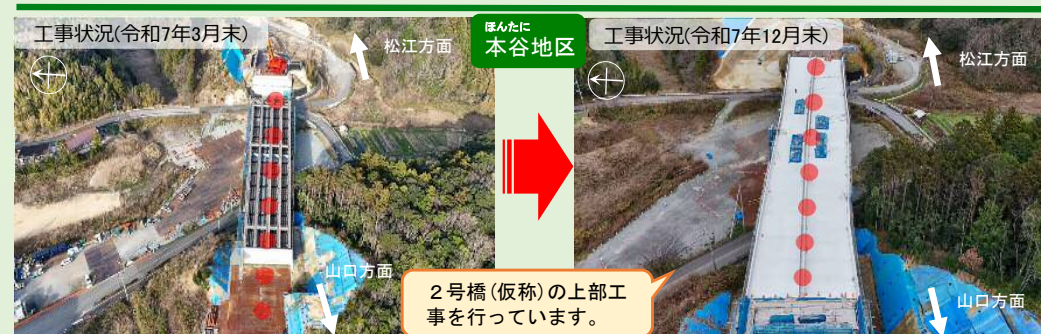 工事状況(令和7年3月末)
松江方面
山口方面
ほんたに
本谷地区
工事状況(令和7年12月末)
松江方面
山口方面
２号橋(仮称)の上部工
事を行っています。